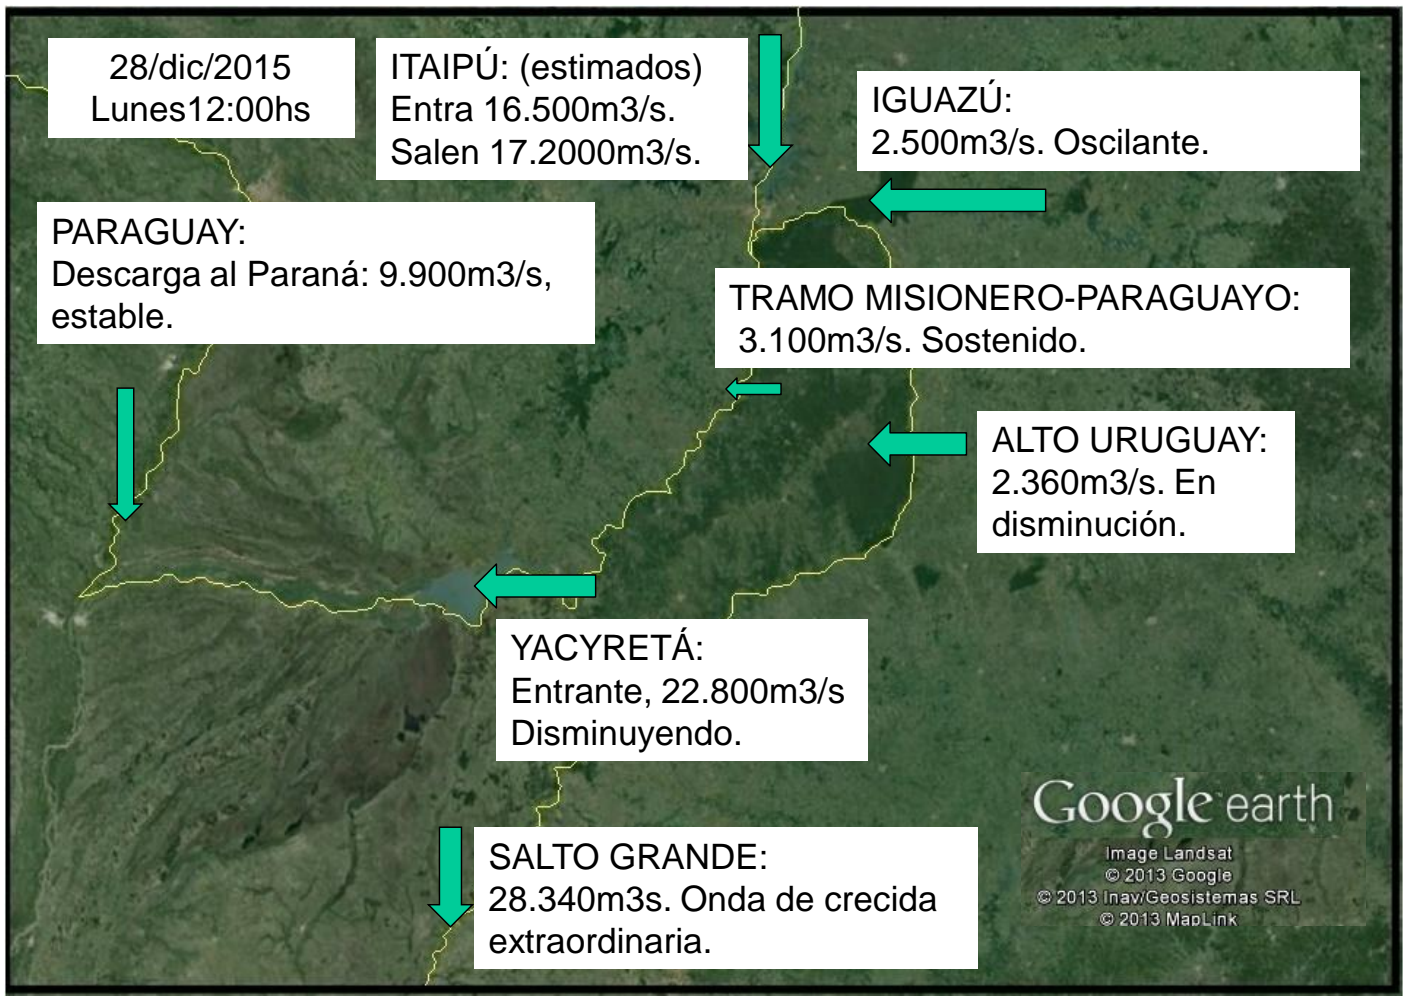 28/dic/2015
Lunes12:00hs
ITAIPÚ: (estimados)
Entra 16.500m3/s.
Salen 17.2000m3/s.
IGUAZÚ:
2.500m3/s. Oscilante.
PARAGUAY:
Descarga al Paraná: 9.900m3/s,
estable.
TRAMO MISIONERO-PARAGUAYO:
3.100m3/s. Sostenido.
ALTO URUGUAY:
2.360m3/s. En
disminución.
YACYRETÁ:
Entrante, 22.800m3/s
Disminuyendo.
SALTO GRANDE:
28.340m3s. Onda de crecida
extraordinaria.
Google earth
Image Landsat
© 2013 Google
© 2013 Inav/Geosistemas SRL
© 2013 MapLink